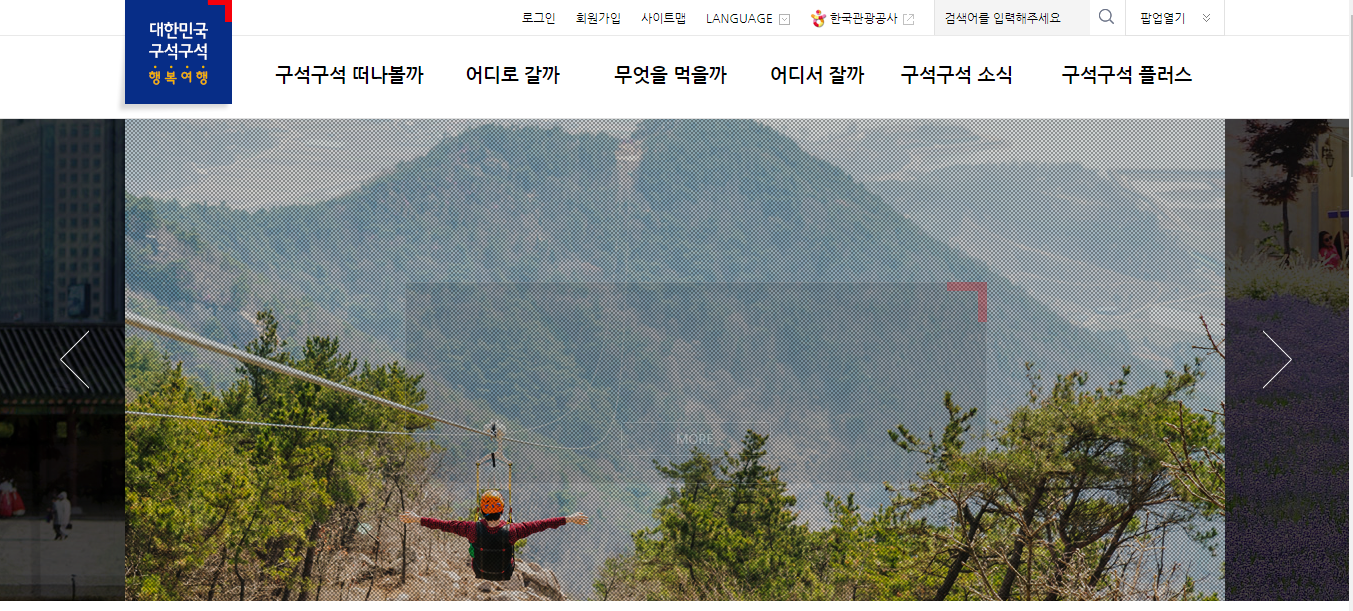 대한민국
구석구석
행복여행
로그인 회원가입 사이트맵 LANGUAGE 한국관광공사 검색어를 입력해주세요 팝업열기
구석구석 떠나볼까 어디로 갈까 무엇을 먹을까 어디서 잘까 구석구석 소식 구석구석 플러스
MORE